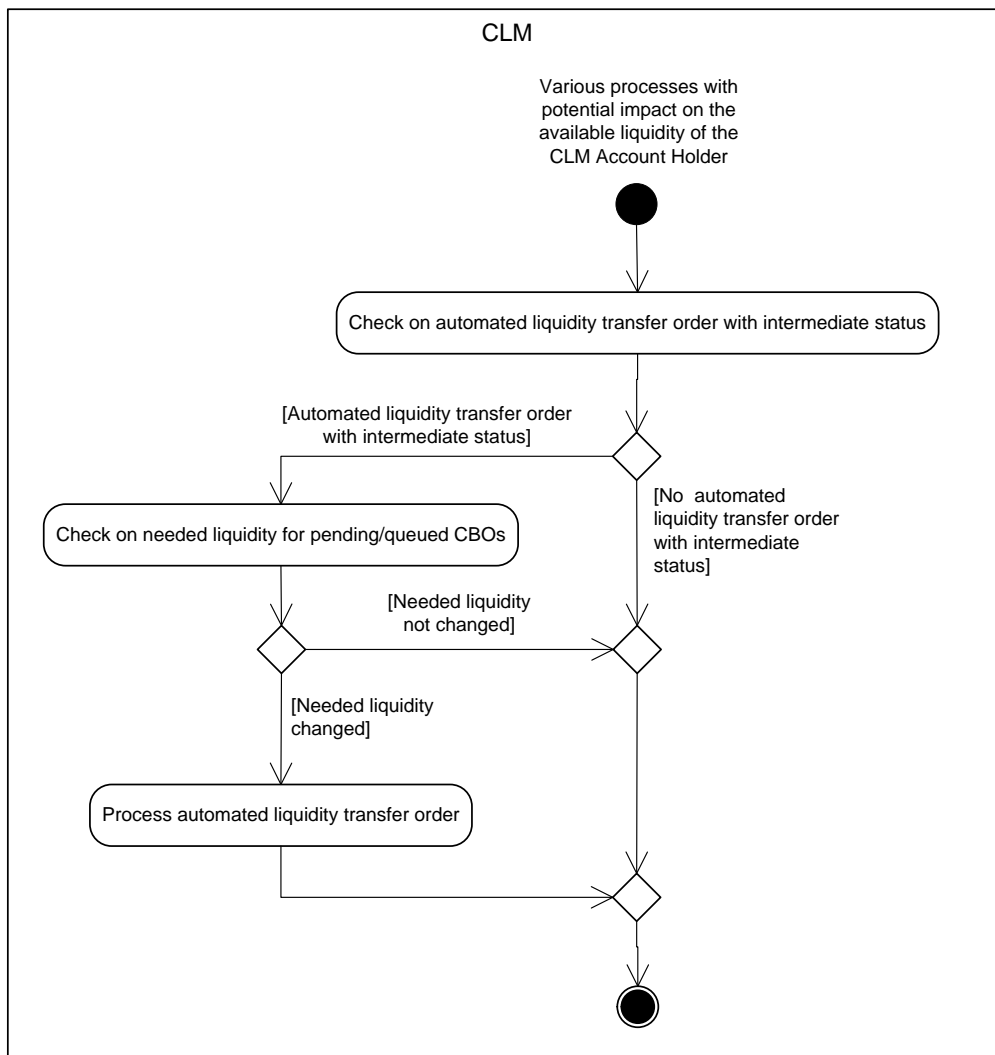 CLM
Various processes with
potential impact on the
available liquidity of the
CLM Account Holder
Check on automated liquidity transfer order with intermediate status
[Automated liquidity transfer order
with intermediate status]
[No  automated
liquidity transfer order
with intermediate
status]
Check on needed liquidity for pending/queued CBOs
[Needed liquidity
not changed]
[Needed liquidity
changed]
Process automated liquidity transfer order